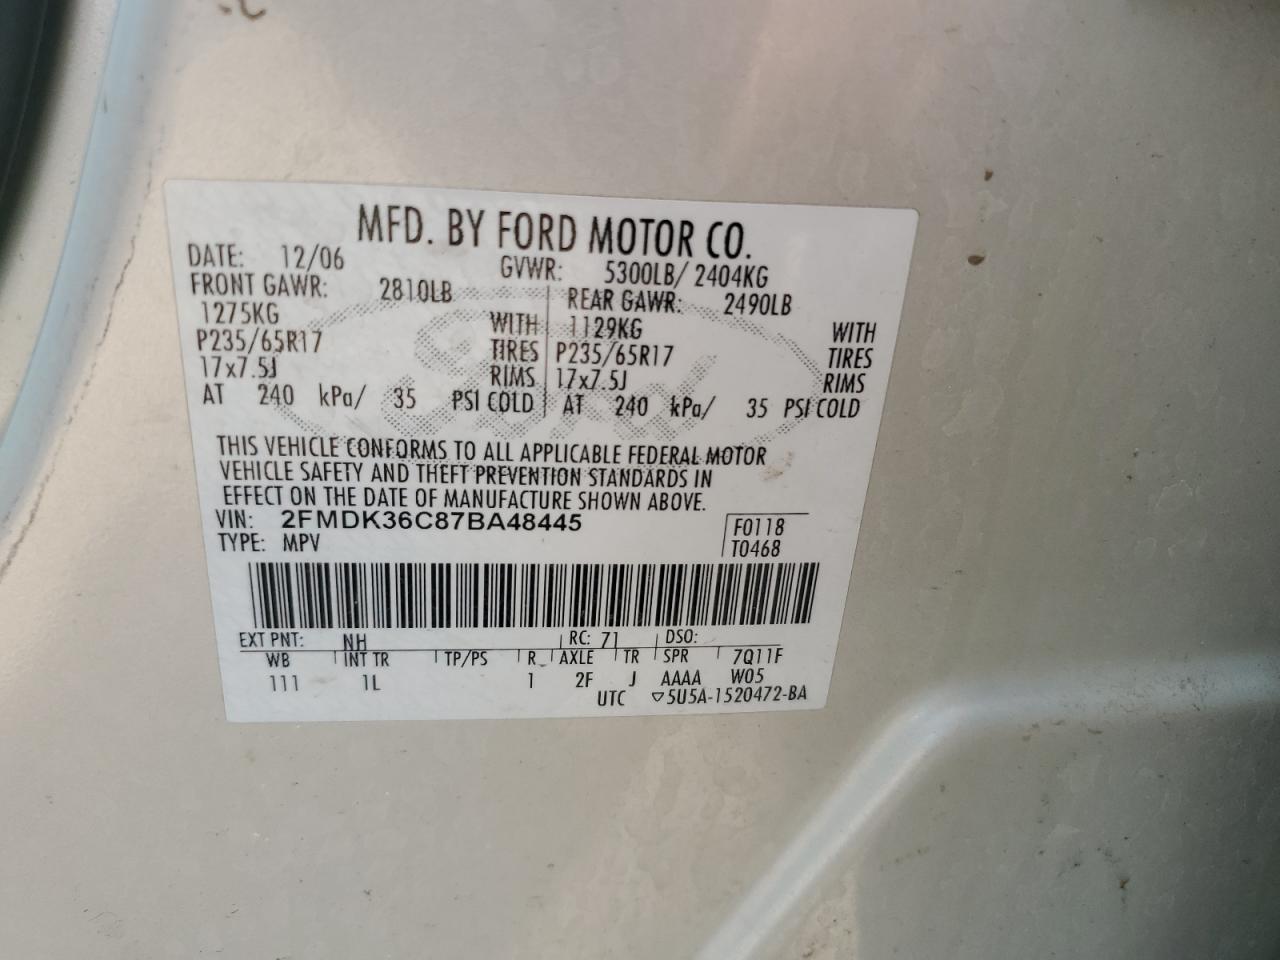 MFD. BY FORD MOTOR CO.
DATE: 12/06 GVWR: 5300LB/ 2404KG
FRONT GAWR: 2810LB REAR GAWR: 2490LB
1275KG WITH 1129KG WITH
P235/65R17 TIRES P235/65R17 TIRES
17x7.5J RIMS 17x7.5J RIMS
AT 240 kPa/ 35 PSI COLD AT 240 kPa/ 35 PSI COLD
Ford
THIS VEHICLE CONFORMS TO ALL APPLICABLE FEDERAL MOTOR
VEHICLE SAFETY AND THEFT PREVENTION STANDARDS IN
EFFECT ON THE DATE OF MANUFACTURE SHOWN ABOVE.
VIN: 2FMDK36C87BA48445 F0118
TYPE: MPV T0468
EXT PNT: NH RC: 71 DSO:
WB INT TR TP/PS R AXLE TR SPR 7Q11F
111 1L 1 2F J AAAA W05
UTC ▽5U5A-1520472-BA